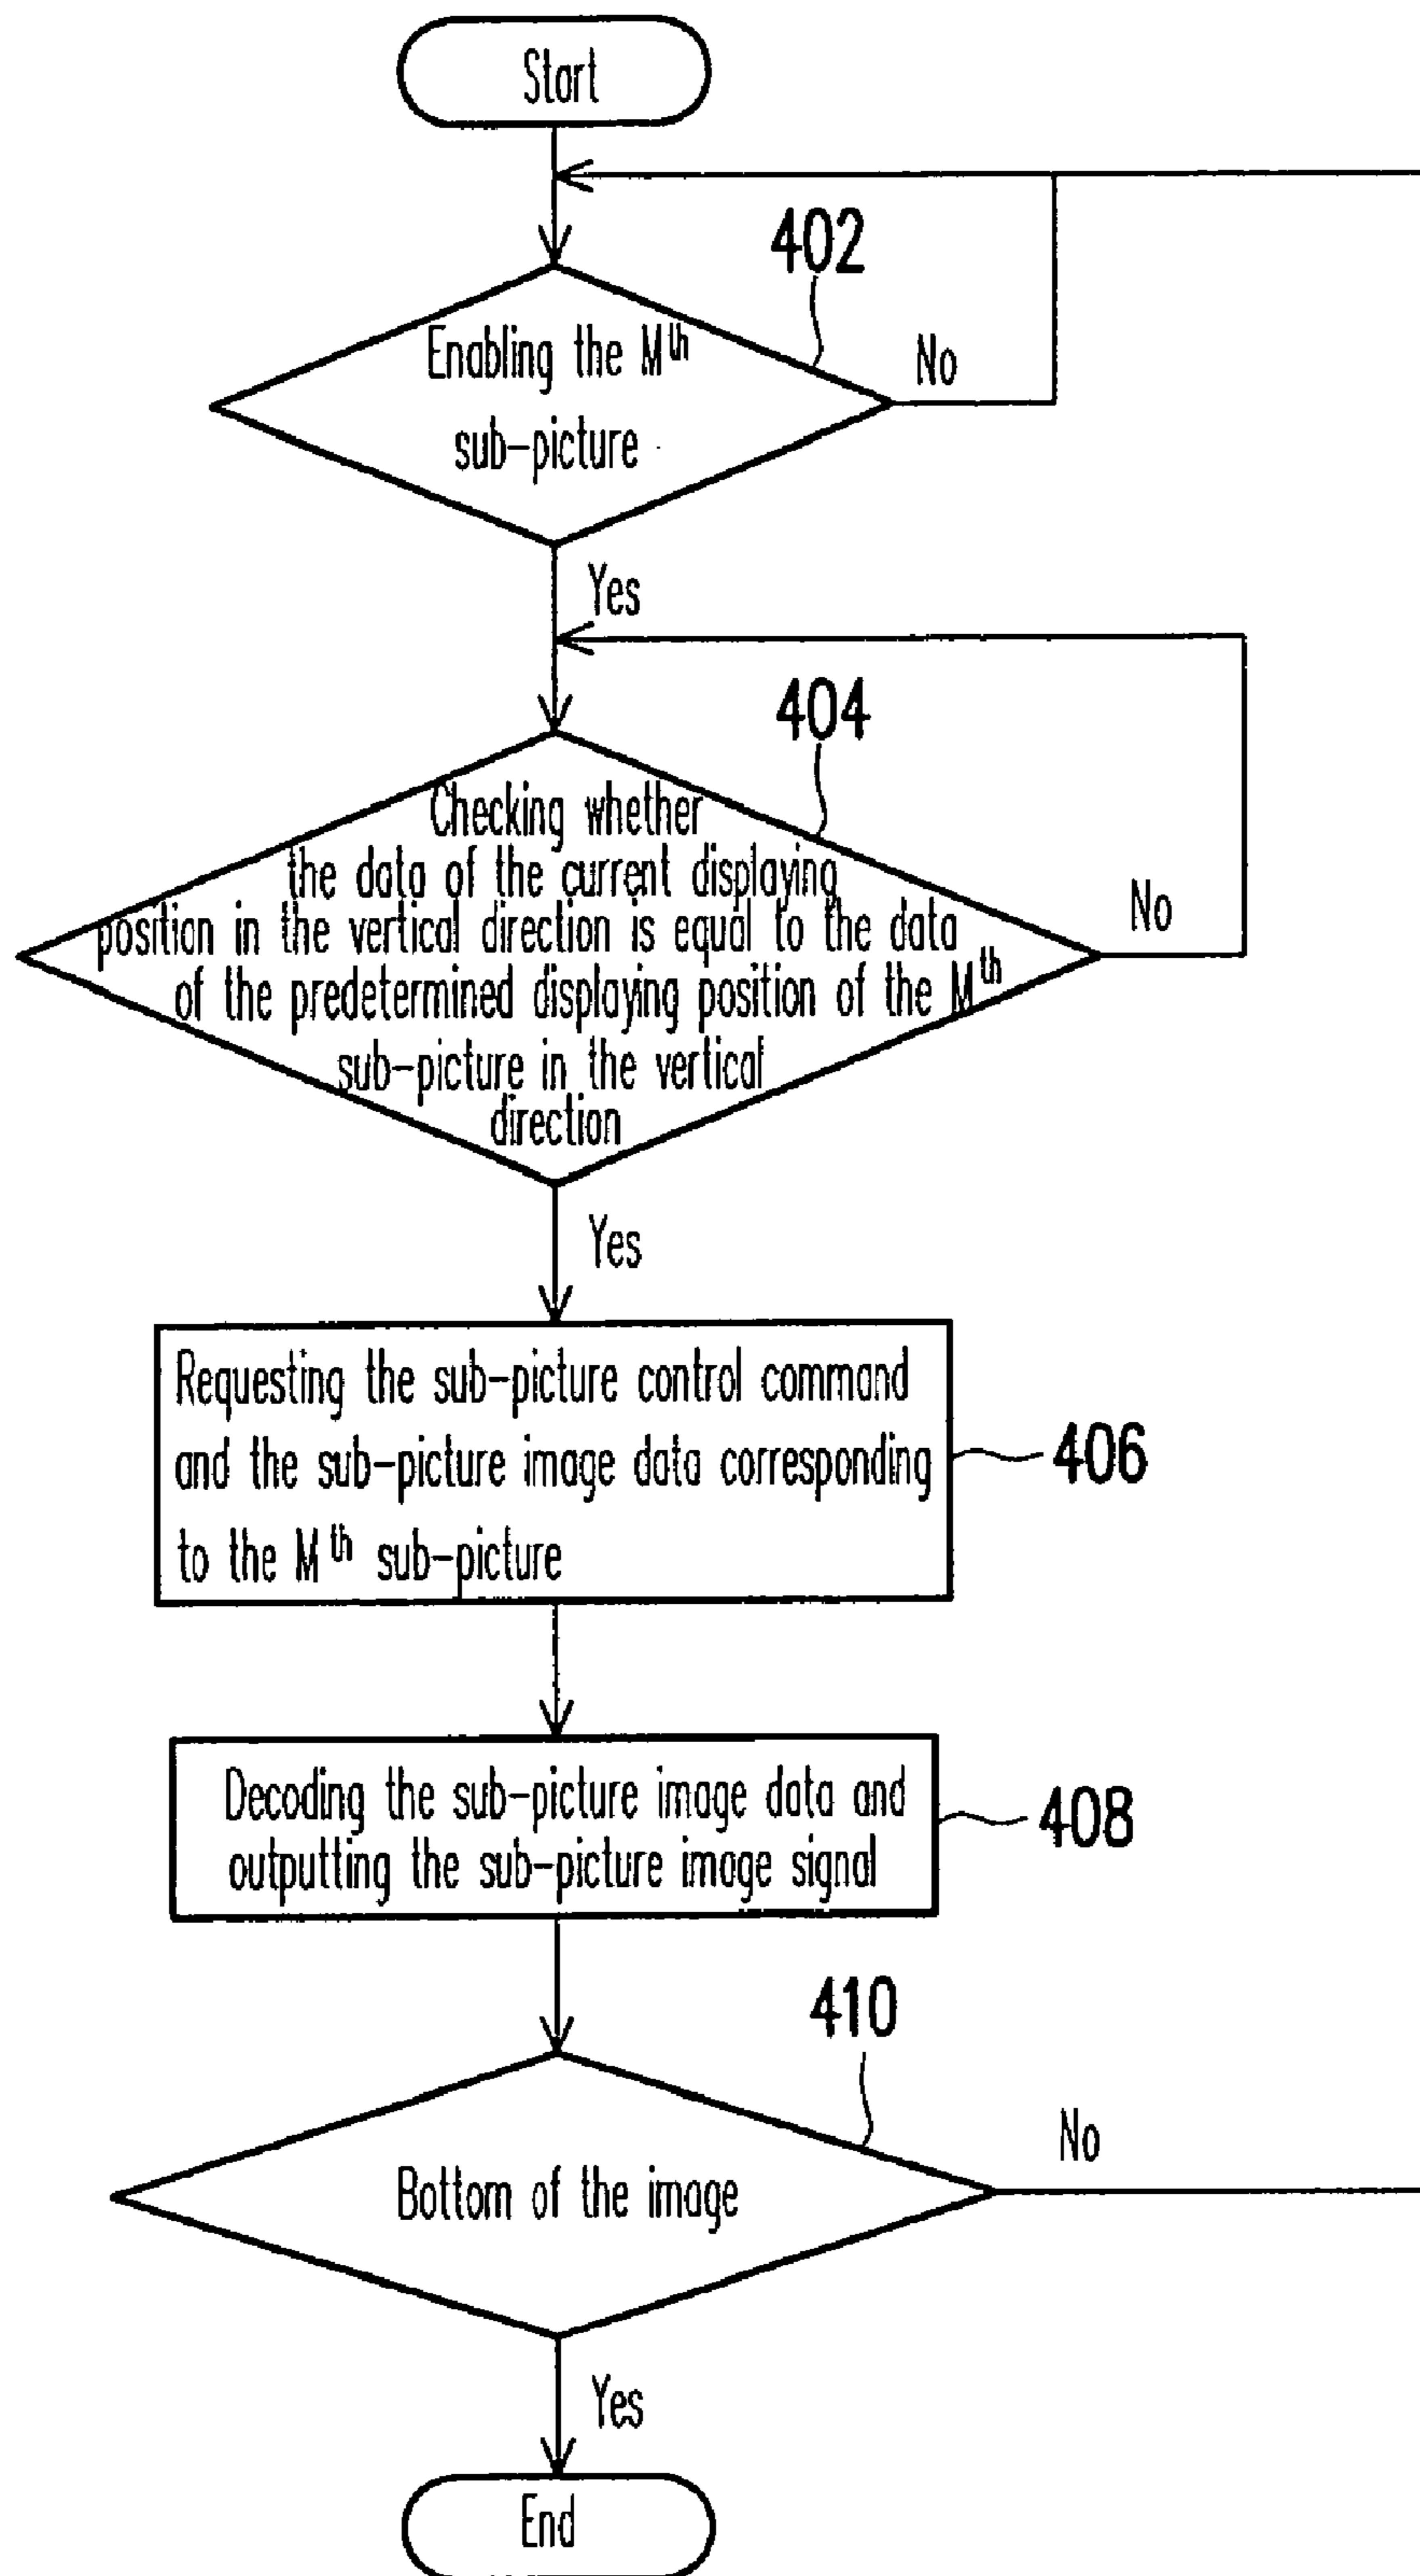 Start
402
Enabling the Mth
No
sub-picture
Yes
404
Checking whether
the data of the current displaying
position in the vertical direction is equal to the data
No
of the predetermined displaying position of the Mth
sub-picture in the vertical
direction
Yes
Requesting the sub-picture control command
and the sub-picture image data corresponding
to the Mth sub-picture
406
Decoding the sub-picture image data and
outputting the sub-picture image signal
408
410
No
Bottom of the image
Yes
End